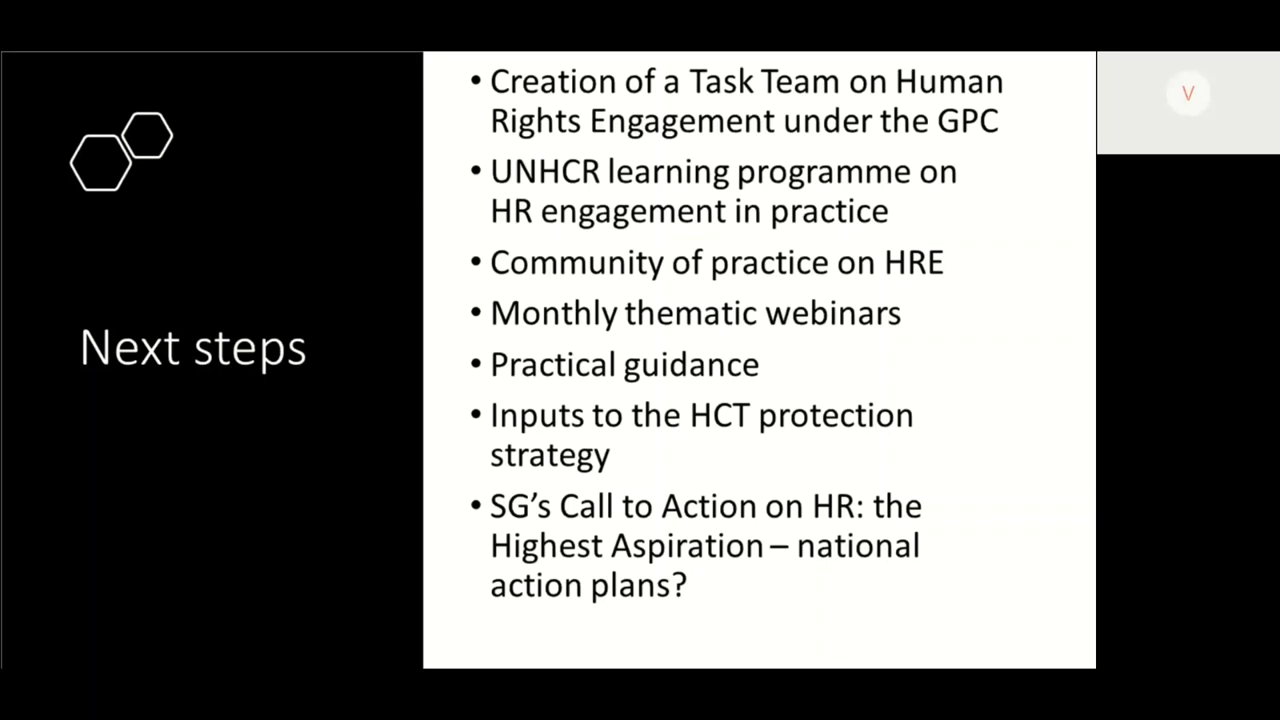 Next steps
• Creation of a Task Team on Human
Rights Engagement under the GPC
• UNHCR learning programme on
HR engagement in practice
• Community of practice on HRE
• Monthly thematic webinars
• Practical guidance
• Inputs to the HCT protection
strategy
• SG’s Call to Action on HR: the
Highest Aspiration – national
action plans?
V